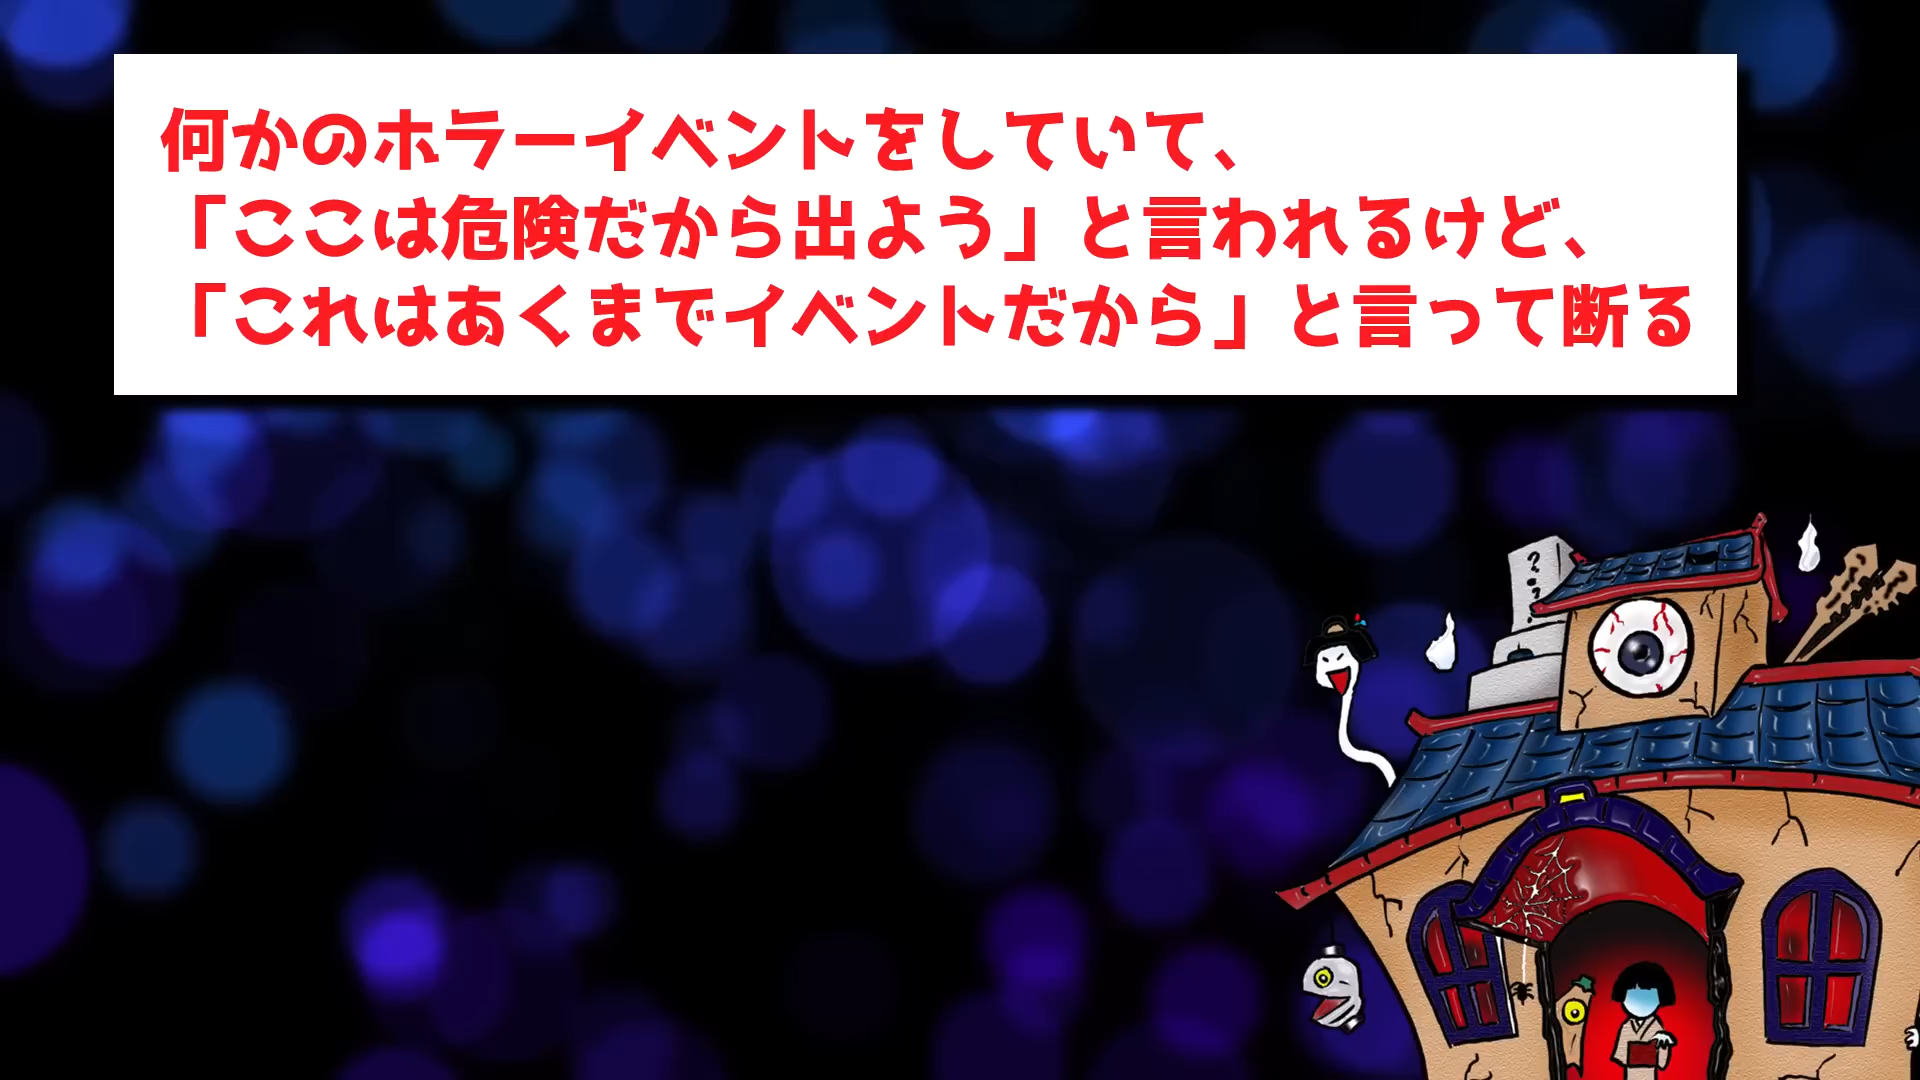 何かのホラーイベントをしていて、
「ここは危険だから出よう」と言われるけど、
「これはあくまでイベントだから」と言って断る